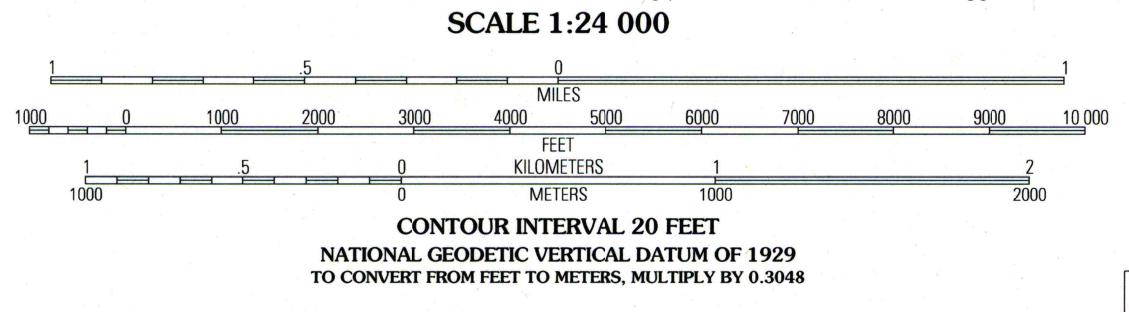 SCALE 1:24 000
1 .5 0 1
MILES
1000 0 1000 2000 3000 4000 5000 6000 7000 8000 9000 10 000
FEET
1 .5 0 KILOMETERS 1 2
1000 0 METERS 1000 2000
CONTOUR INTERVAL 20 FEET
NATIONAL GEODETIC VERTICAL DATUM OF 1929
TO CONVERT FROM FEET TO METERS, MULTIPLY BY 0.3048